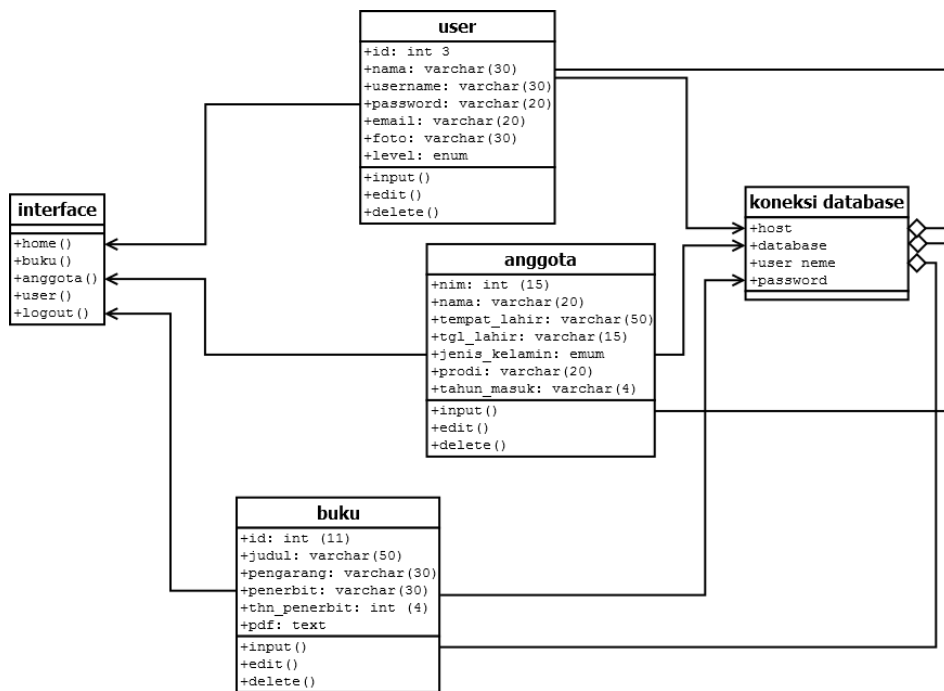 user
+id: int 3
+nama: varchar(30)
+username: varchar(30)
+password: varchar(20)
+email: varchar(20)
+foto: varchar(30)
+level: enum
+input()
+edit()
+delete()
interface
+home()
+buku()
+anggota()
+user()
+logout()
koneksi database
+host
+database
+user neme
+password
anggota
+nim: int (15)
+nama: varchar(20)
+tempat_lahir: varchar(50)
+tgl_lahir: varchar(15)
+jenis_kelamin: emum
+prodi: varchar(20)
+tahun_masuk: varchar(4)
+input()
+edit()
+delete()
buku
+id: int (11)
+judul: varchar(50)
+pengarang: varchar(30)
+penerbit: varchar(30)
+thn_penerbit: int (4)
+pdf: text
+input()
+edit()
+delete()